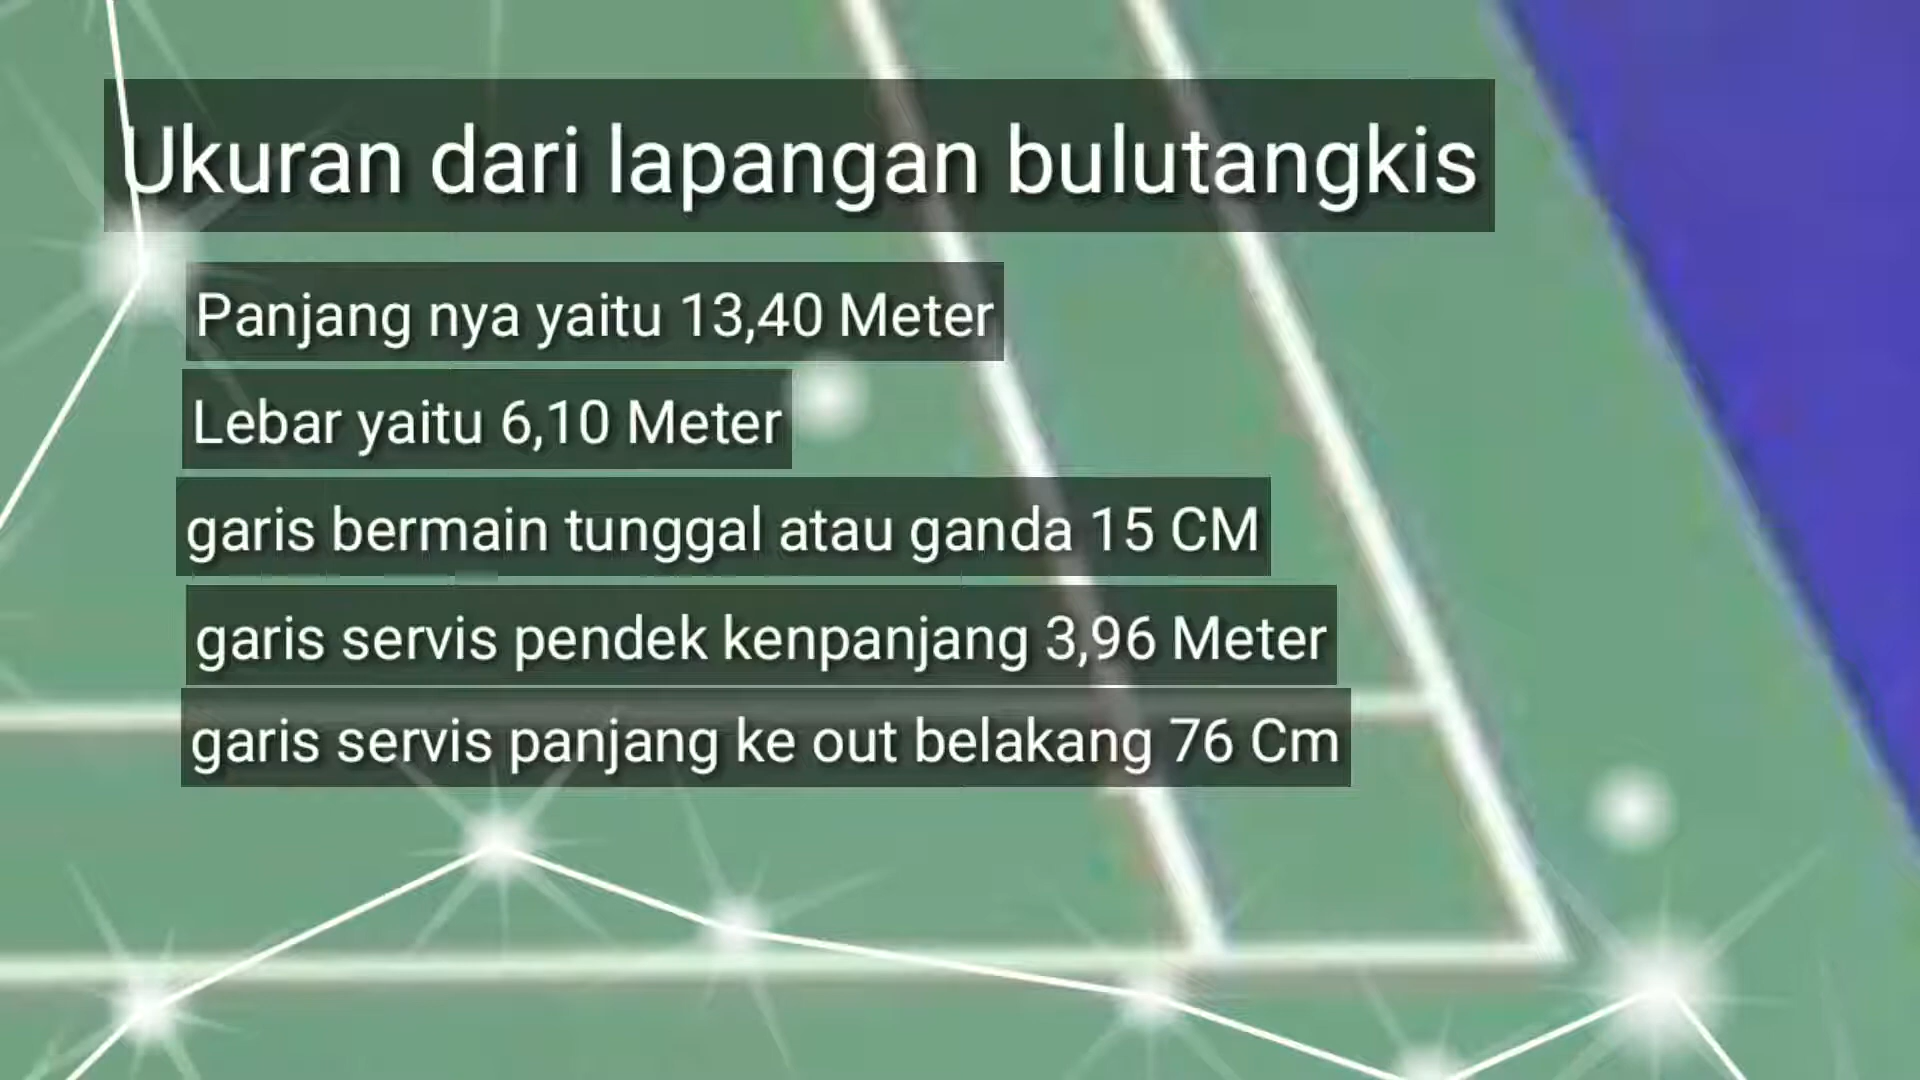 Ukuran dari lapangan bulutangkis
Panjang nya yaitu 13,40 Meter
Lebar yaitu 6,10 Meter
garis bermain tunggal atau ganda 15 CM
garis servis pendek kenpanjang 3,96 Meter
garis servis panjang ke out belakang 76 Cm